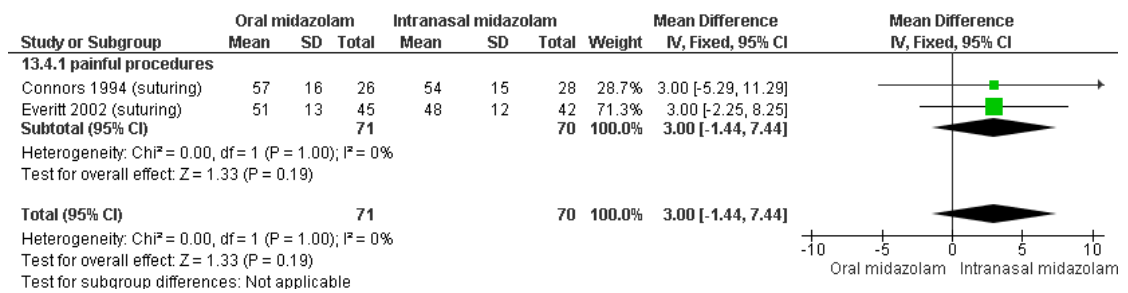 Oral midazolam Intranasal midazolam Mean Difference Mean Difference
Study or Subgroup Mean SD Total Mean SD Total Weight IV, Fixed, 95% CI IV, Fixed, 95% CI
13.4.1 painful procedures
Connors 1994 (suturing) 57 16 26 54 15 28 28.7% 3.00 [-5.29, 11.29]
Everitt 2002 (suturing) 51 13 45 48 12 42 71.3% 3.00 [-2.25, 8.25]
Subtotal (95% CI) 71 70 100.0% 3.00 [-1.44, 7.44]
Heterogeneity: Chi² = 0.00, df = 1 (P = 1.00); I² = 0%
Test for overall effect: Z = 1.33 (P = 0.19)
Total (95% CI) 71 70 100.0% 3.00 [-1.44, 7.44]
Heterogeneity: Chi² = 0.00, df = 1 (P = 1.00); I² = 0%
Test for overall effect: Z = 1.33 (P = 0.19)
Test for subgroup differences: Not applicable
-10 -5 0 5 10
Oral midazolam Intranasal midazolam